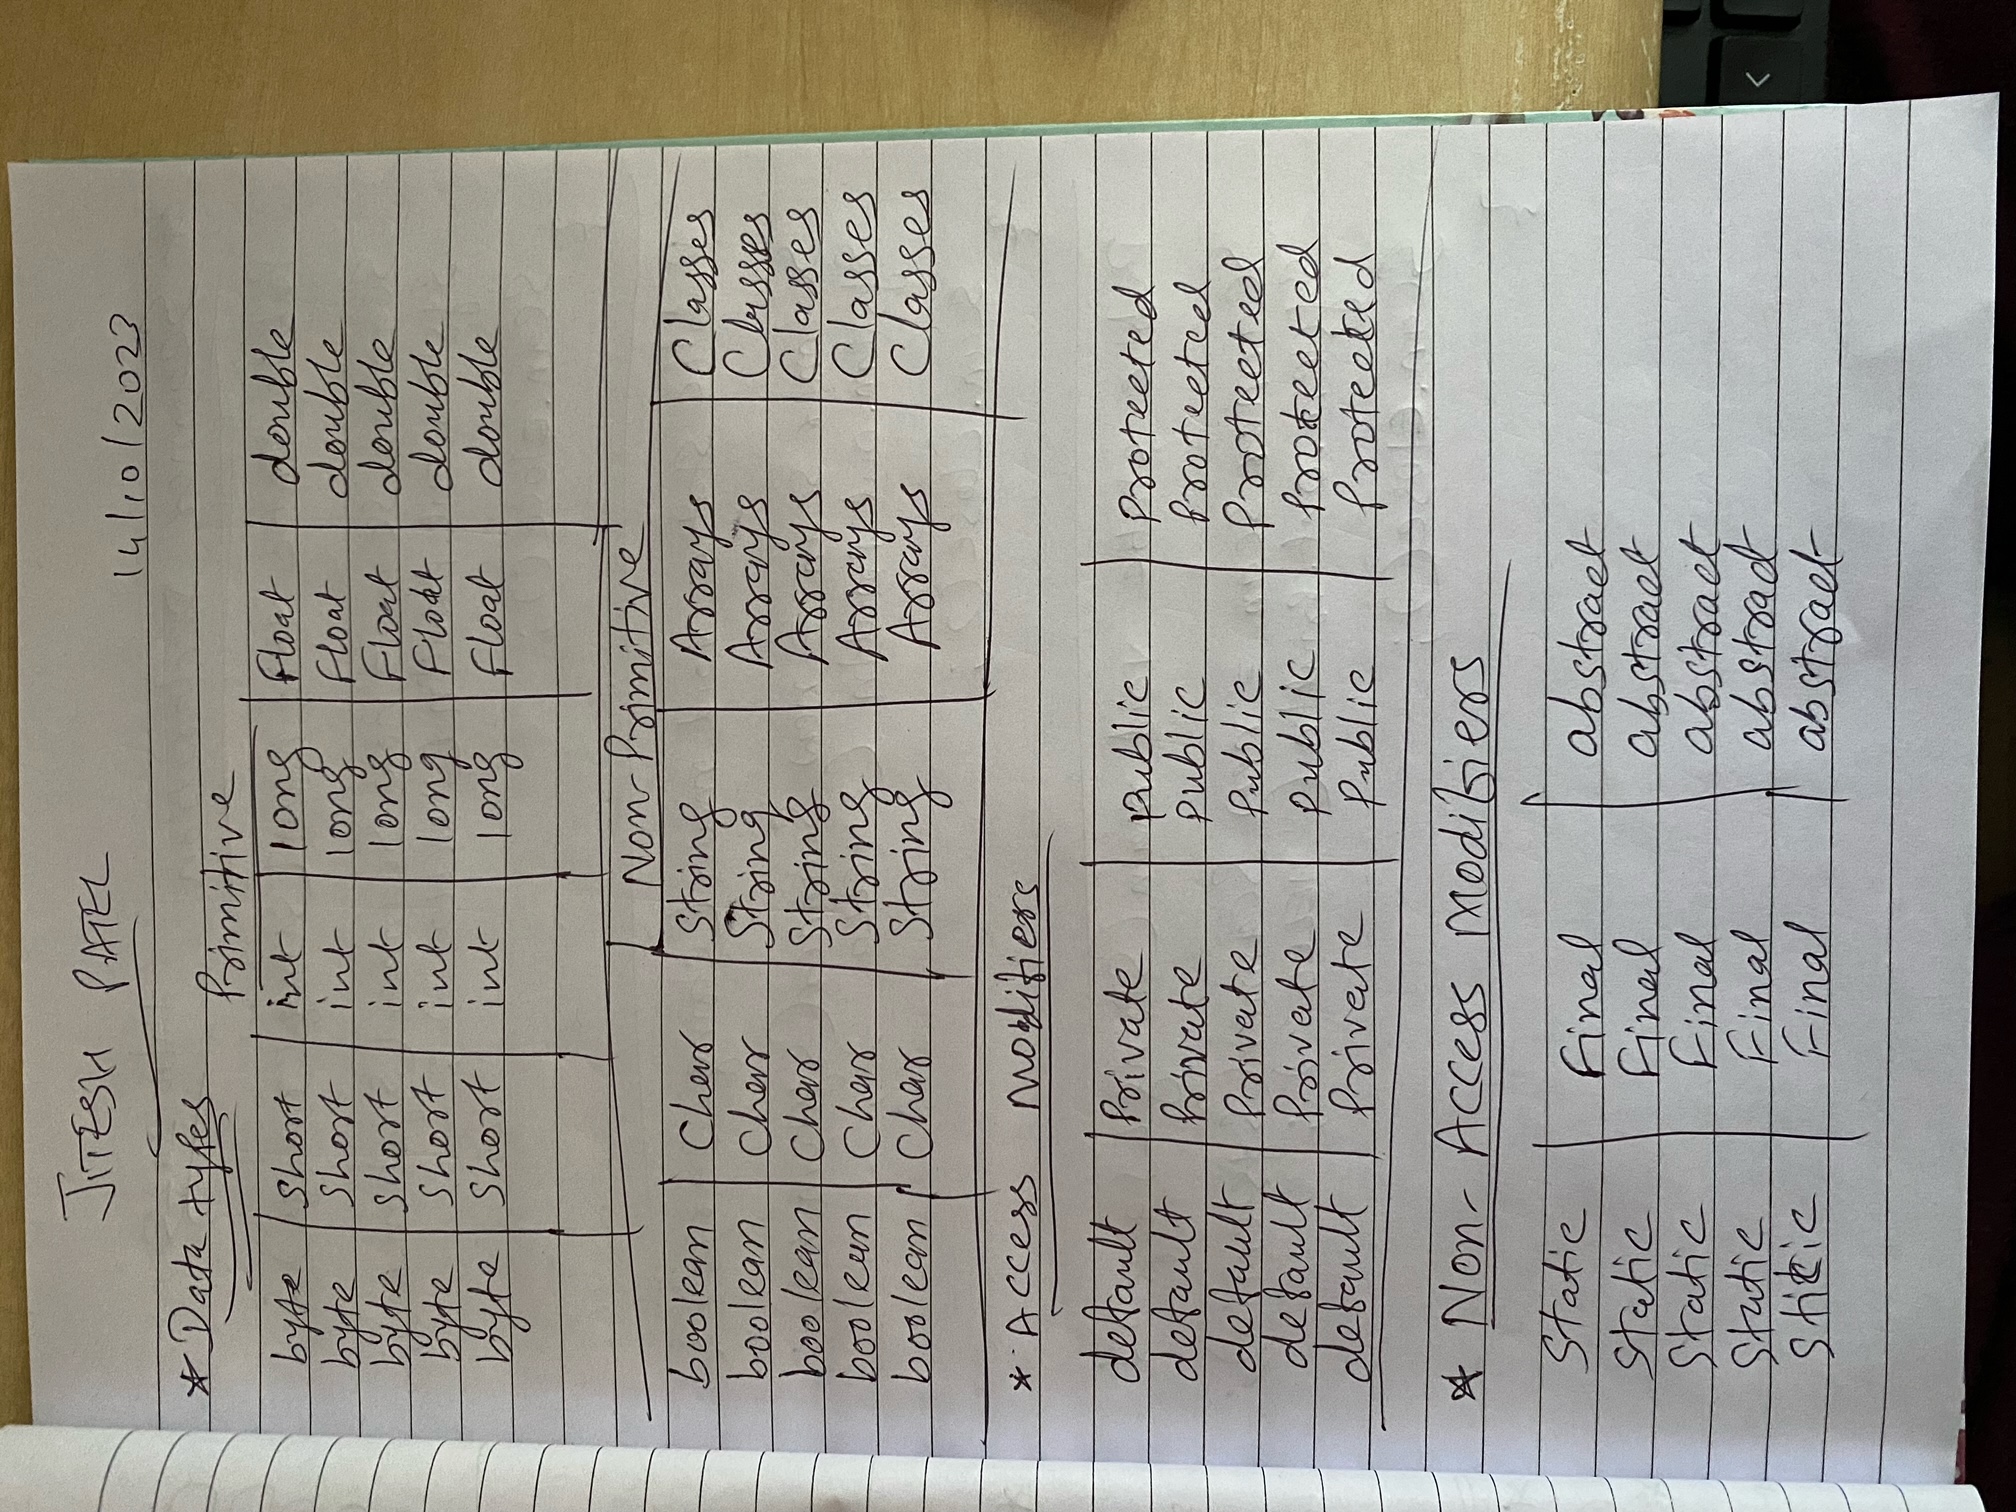 JITESH PATEL
14/10/2023
* Data types
Primitive
byte short int long Float double
byte short int long Float double
byte short int long Float double
byte short int long Float double
byte short int long Float double
Non-Primitive
boolean Char String Arrays Classes
boolean Char String Arrays Classes
boolean Char String Arrays Classes
boolean Char String Arrays Classes
boolean Char String Arrays Classes
* Access Modifiers
default Private public Protected
default Private public Protected
default Private Public Protected
default Private public Protected
default Private Public Protected
* Non-Access Modifiers
Static Final abstract
Static Final abstract
Static Final abstract
Static Final abstract
Static Final abstract